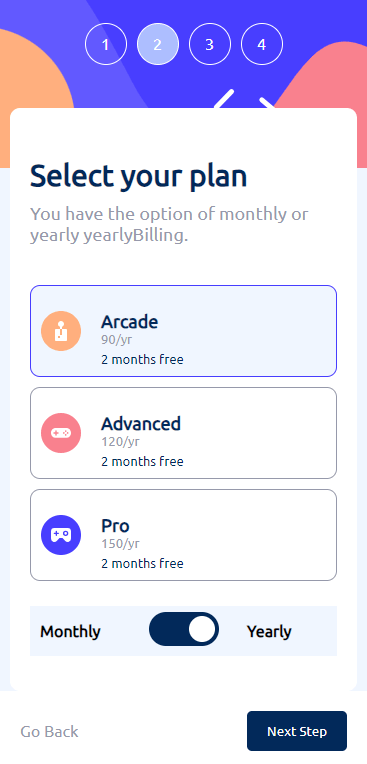 1 2 3 4
Select your plan
You have the option of monthly or
yearly yearlyBilling.
Arcade
90/yr
2 months free
Advanced
120/yr
2 months free
Pro
150/yr
2 months free
Monthly Yearly
Go Back Next Step